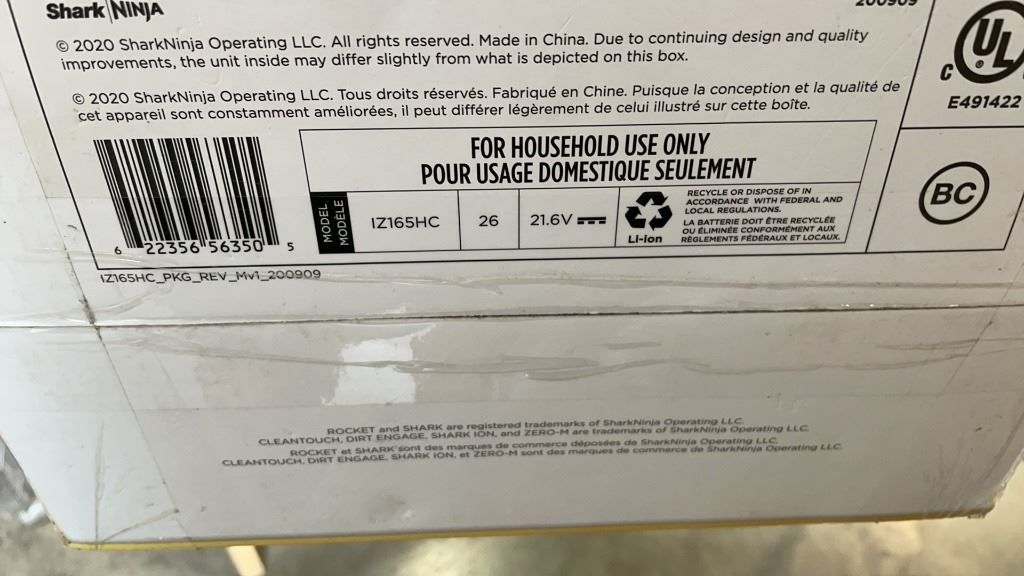 Shark NINJA
200909
© 2020 SharkNinja Operating LLC. All rights reserved. Made in China. Due to continuing design and quality
improvements, the unit inside may differ slightly from what is depicted on this box.
© 2020 SharkNinja Operating LLC. Tous droits réservés. Fabriqué en Chine. Puisque la conception et la qualité de
cet appareil sont constamment améliorées, il peut différer légèrement de celui illustré sur cette boîte.
C UL
E491422
FOR HOUSEHOLD USE ONLY
POUR USAGE DOMESTIQUE SEULEMENT
MODEL
MODÈLE
IZ165HC
26
21.6V
Li-ion
RECYCLE OR DISPOSE OF IN
ACCORDANCE WITH FEDERAL AND
LOCAL REGULATIONS.
LA BATTERIE DOIT ÊTRE RECYCLÉE
OU ÉLIMINÉE CONFORMÉMENT AUX
RÈGLEMENTS FÉDÉRAUX ET LOCAUX.
BC
6 22356 56350 5
IZ165HC_PKG_REV_Mv1_200909
ROCKET and SHARK are registered trademarks of SharkNinja Operating LLC.
CLEANTOUCH, DIRT ENGAGE, SHARK ION, and ZERO-M are trademarks of SharkNinja Operating LLC.
ROCKET et SHARK sont des marques de commerce déposées de SharkNinja Operating LLC.
CLEANTOUCH, DIRT ENGAGE, SHARK ION, et ZERO-M sont des marques de commerce de SharkNinja Operating LLC.